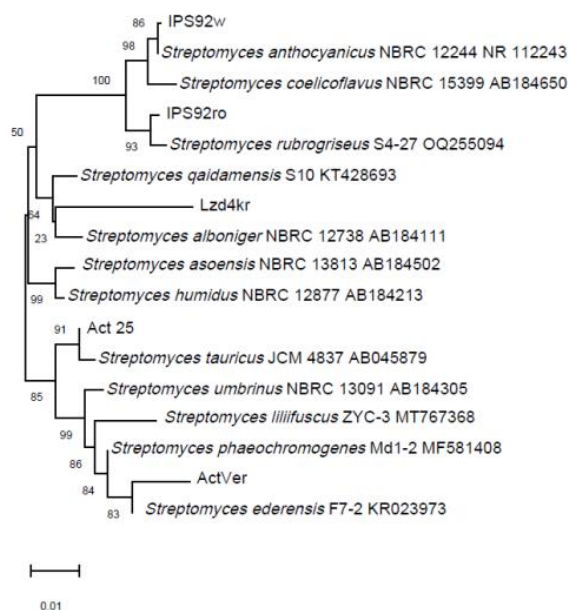 86
IPS92w
98
Streptomyces anthocyanicus NBRC 12244 NR 112243
Streptomyces coelicoflavus NBRC 15399 AB184650
100
IPS92ro
50
93
Streptomyces rubrogriseus S4-27 OQ255094
Streptomyces qaidamensis S10 KT428693
64
Lzd4kr
23
Streptomyces alboniger NBRC 12738 AB184111
Streptomyces asoensis NBRC 13813 AB184502
99
Streptomyces humidus NBRC 12877 AB184213
91
Act 25
Streptomyces tauricus JCM 4837 AB045879
85
Streptomyces umbrinus NBRC 13091 AB184305
99
Streptomyces liliifuscus ZYC-3 MT767368
86
Streptomyces phaeochromogenes Md1-2 MF581408
84
ActVer
83
Streptomyces ederensis F7-2 KR023973
0.01